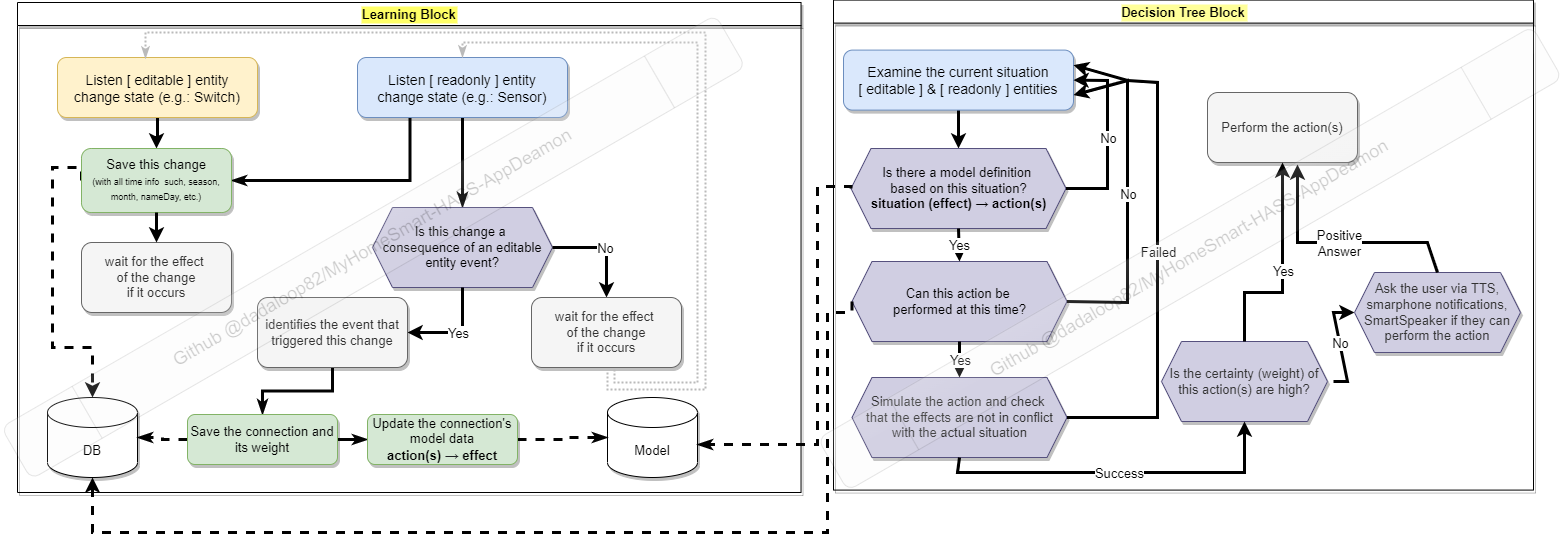 Learning Block
Listen [ editable ] entity
change state (e.g.: Switch)
Listen [ readonly ] entity
change state (e.g.: Sensor)
Save this change
(with all time info  such, season,
month, nameDay, etc.)
wait for the effect
of the change
if it occurs
Is this change a
consequence of an editable
entity event?
No
Yes
identifies the event that
triggered this change
wait for the effect
of the change
if it occurs
DB
Save the connection and
its weight
Update the connection's
model data
action(s) → effect
Model
Github @dadaloop82/MyHomeSmart-HASS-AppDeamon
Decision Tree Block
Examine the current situation
[ editable ] & [ readonly ] entities
Is there a model definition
based on this situation?
situation (effect) → action(s)
No
Yes
Can this action be
performed at this time?
No
Yes
Simulate the action and check
that the effects are not in conflict
with the actual situation
Failed
Success
Is the certainty (weight) of
this action(s) are high?
Yes
No
Ask the user via TTS,
smarphone notifications,
SmartSpeaker if they can
perform the action
Positive
Answer
Perform the action(s)
Github @dadaloop82/MyHomeSmart-HASS-AppDeamon